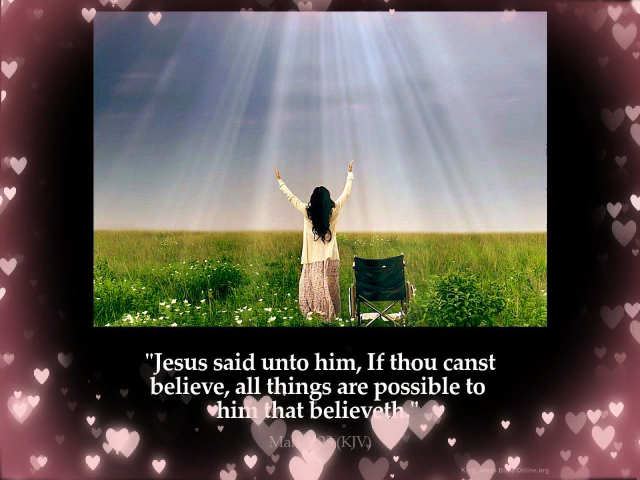 "Jesus said unto him, If thou canst
believe, all things are possible to
him that believeth."
(KJV)